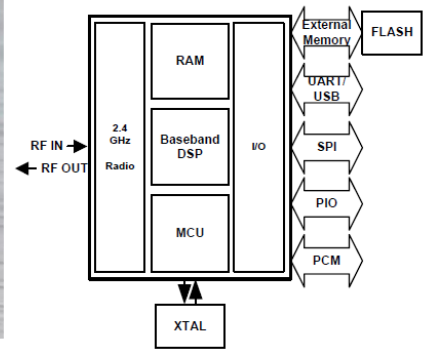 External
Memory
FLASH
RAM
UART/
USB
2.4
GHz
Radio
Baseband
DSP
I/O
SPI
RF IN
RF OUT
PIO
MCU
PCM
XTAL